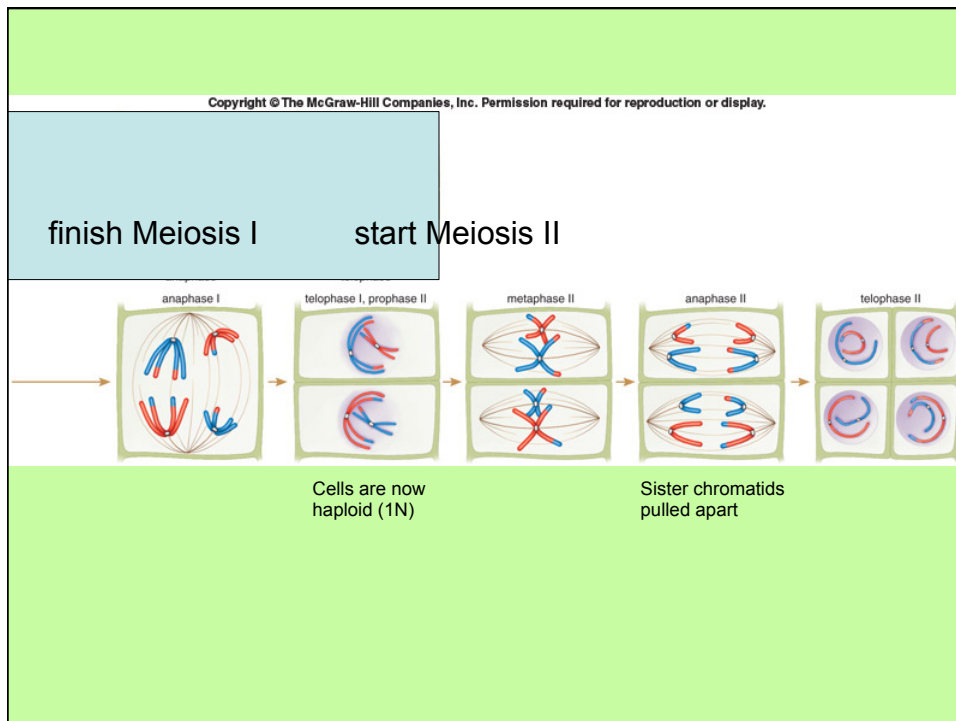 Copyright © The McGraw-Hill Companies, Inc. Permission required for reproduction or display.
finish Meiosis I start Meiosis II
anaphase I telophase I, prophase II metaphase II anaphase II telophase II
Cells are now Sister chromatids
haploid (1N) pulled apart